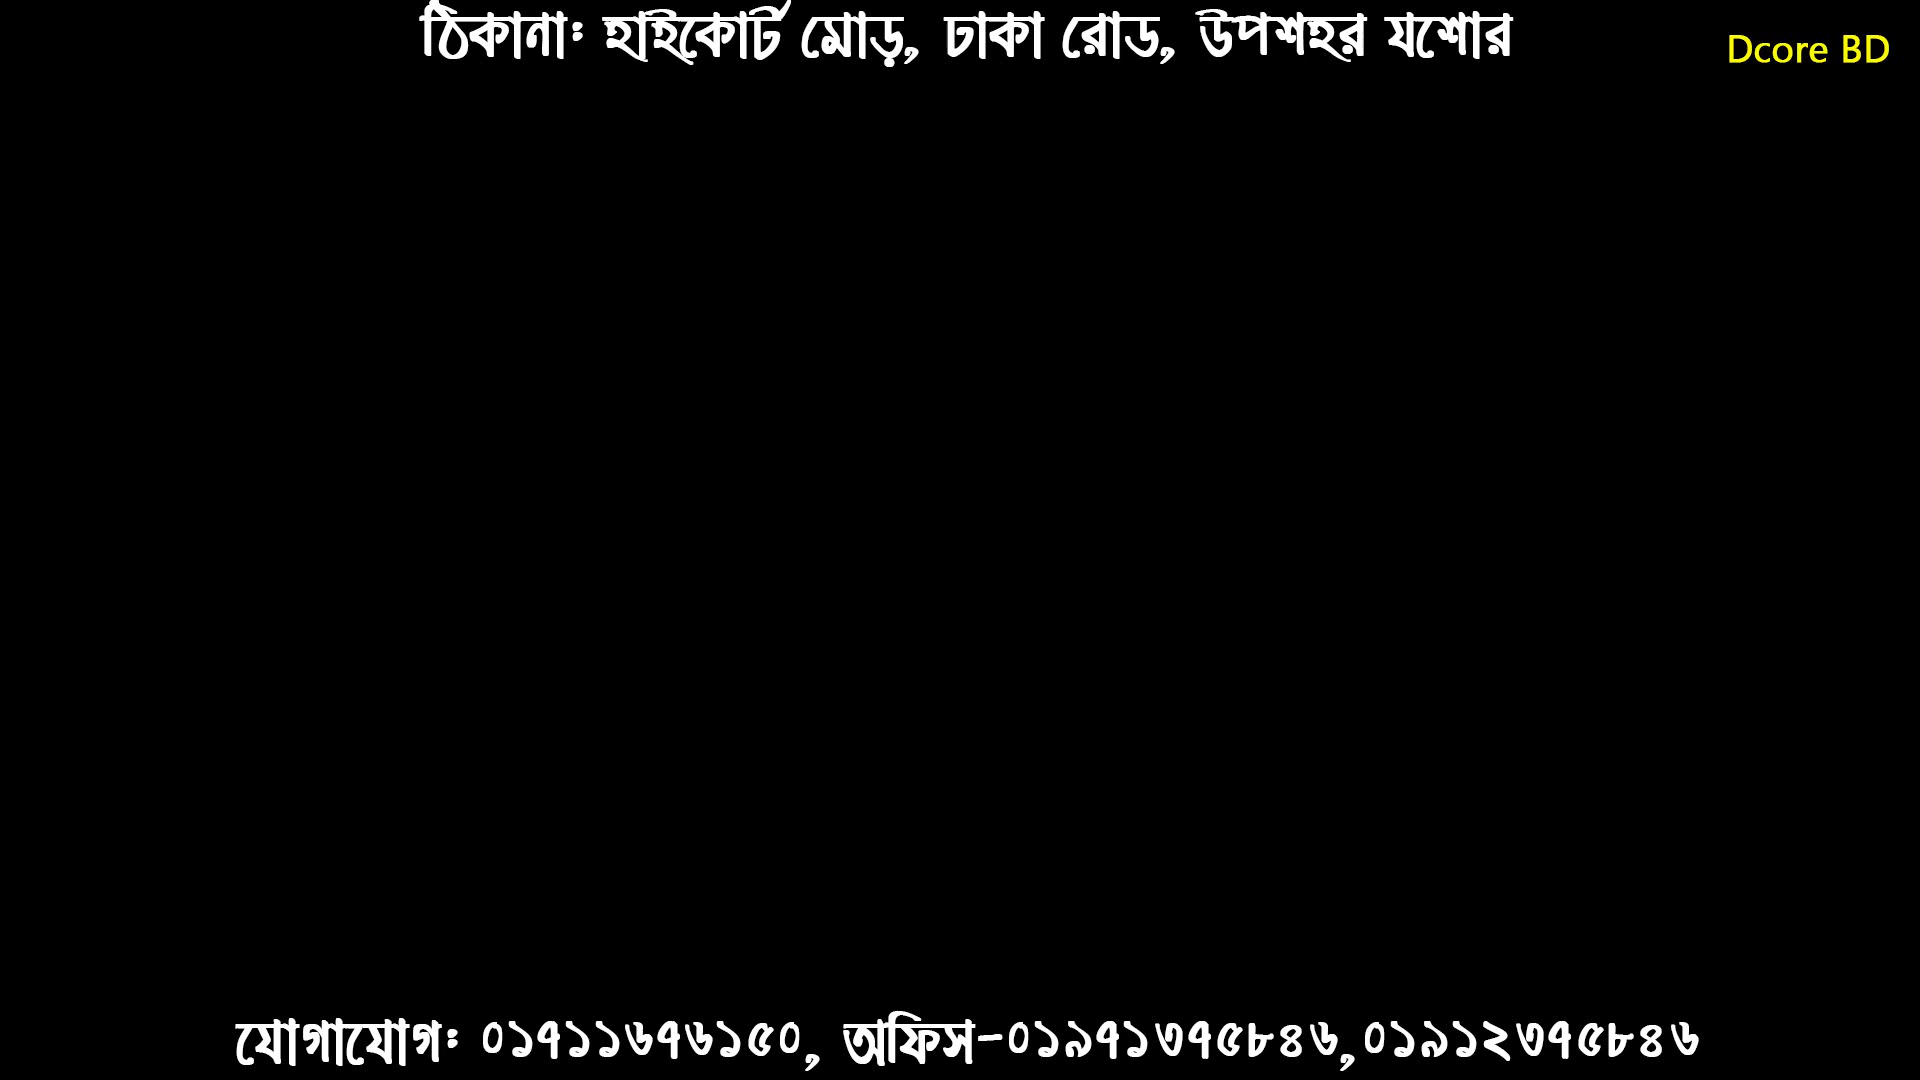 ঠিকানাঃ হাইকোর্ট মোড়, ঢাকা রোড, উপশহর যশোর
Dcore BD
যোগাযোগঃ ০১৭১১৬৭৬১৫০, অফিস-০১৯৭১৩৭৫৮৪৬,০১৯১২৩৭৫৮৪৬